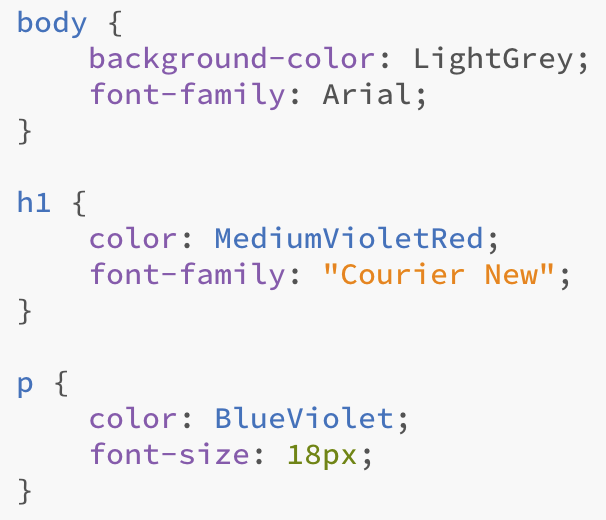 body {
    background-color: LightGrey;
    font-family: Arial;
}

h1 {
    color: MediumVioletRed;
    font-family: "Courier New";
}

p {
    color: BlueViolet;
    font-size: 18px;
}